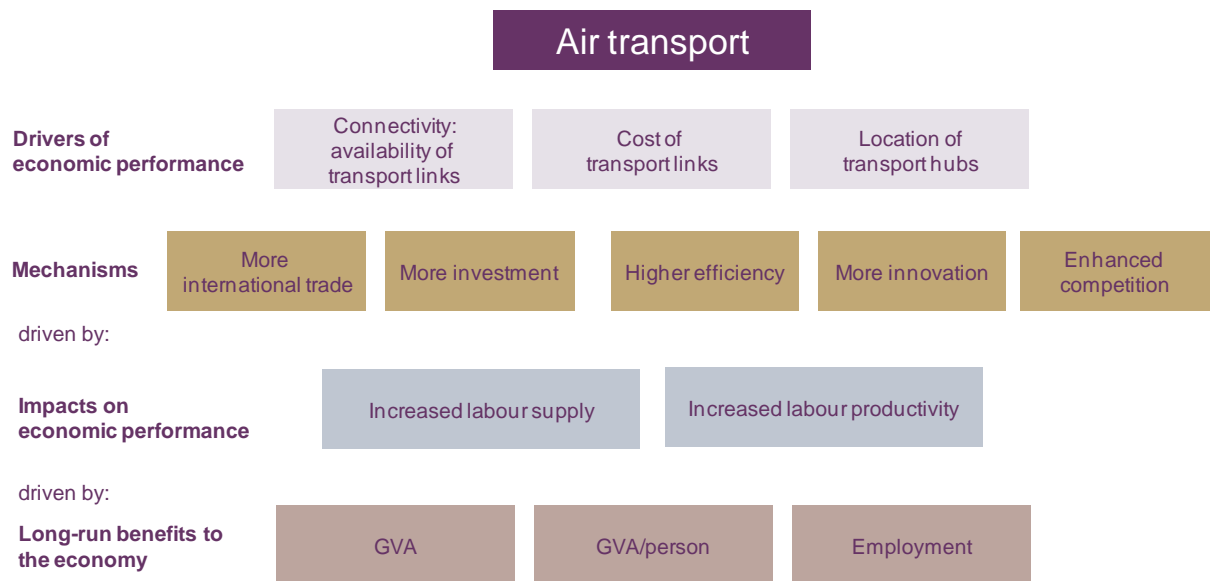 Air transport
Drivers of
economic performance
Connectivity:
availability of
transport links
Cost of
transport links
Location of
transport hubs
Mechanisms
More
international trade
More investment
Higher efficiency
More innovation
Enhanced
competition
driven by:
Impacts on
economic performance
Increased labour supply
Increased labour productivity
driven by:
Long-run benefits to
the economy
GVA
GVA/person
Employment